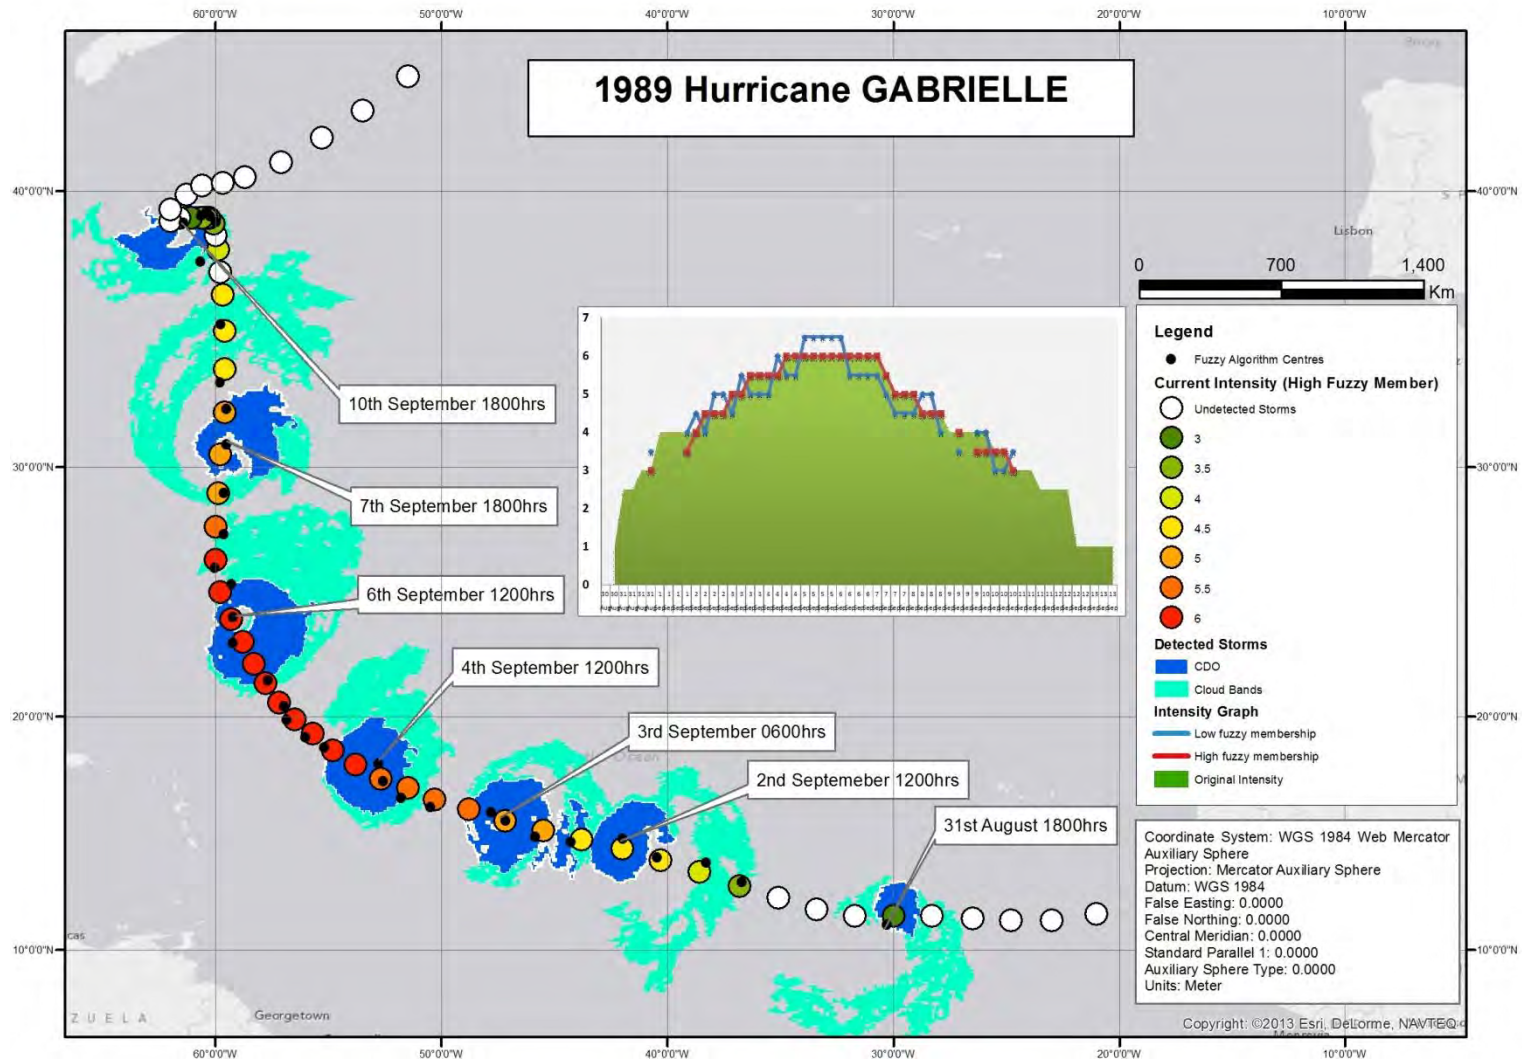 60°0'0"W 50°0'0"W 40°0'0"W 30°0'0"W 20°0'0"W 10°0'0"W
1989 Hurricane GABRIELLE
40°0'0"N
40°0'0"N
Lisbon
0 700 1,400
Km
10th September 1800hrs
7th September 1800hrs
6th September 1200hrs
4th September 1200hrs
3rd September 0600hrs
2nd Septemeber 1200hrs
31st August 1800hrs
7
6
5
4
3
2
1
0
Legend
Fuzzy Algorithm Centres
Current Intensity (High Fuzzy Member)
Undetected Storms
3
3.5
4
4.5
5
5.5
6
Detected Storms
CDO
Cloud Bands
Intensity Graph
Low fuzzy membership
High fuzzy membership
Original Intensity
30°0'0"N
30°0'0"N
20°0'0"N
20°0'0"N
Ocean
10°0'0"N
10°0'0"N
Coordinate System: WGS 1984 Web Mercator
Auxiliary Sphere
Projection: Mercator Auxiliary Sphere
Datum: WGS 1984
False Easting: 0.0000
False Northing: 0.0000
Central Meridian: 0.0000
Standard Parallel 1: 0.0000
Auxiliary Sphere Type: 0.0000
Units: Meter
cas
ZUELA
Georgetown
Copyright: ©2013 Esri, DeLorme, NAVTEQ
Monrovia
60°0'0"W 50°0'0"W 40°0'0"W 30°0'0"W 20°0'0"W 10°0'0"W